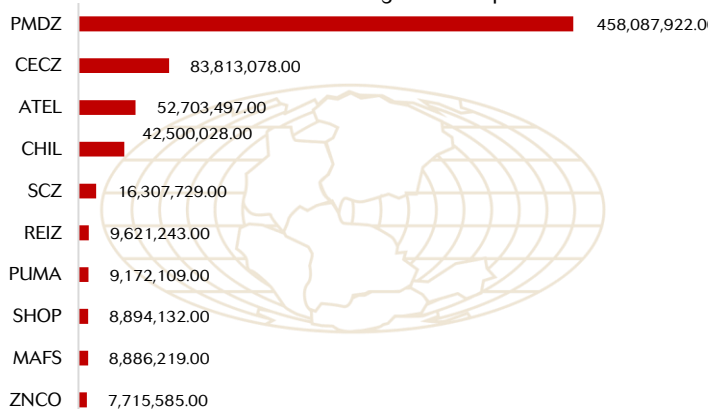 PMDZ 458,087,922.0
CECZ 83,813,078.00
ATEL 52,703,497.00
CHIL 42,500,028.00
SCZ 16,307,729.00
REIZ 9,621,243.00
PUMA 9,172,109.00
SHOP 8,894,132.00
MAFS 8,886,219.00
ZNCO 7,715,585.00